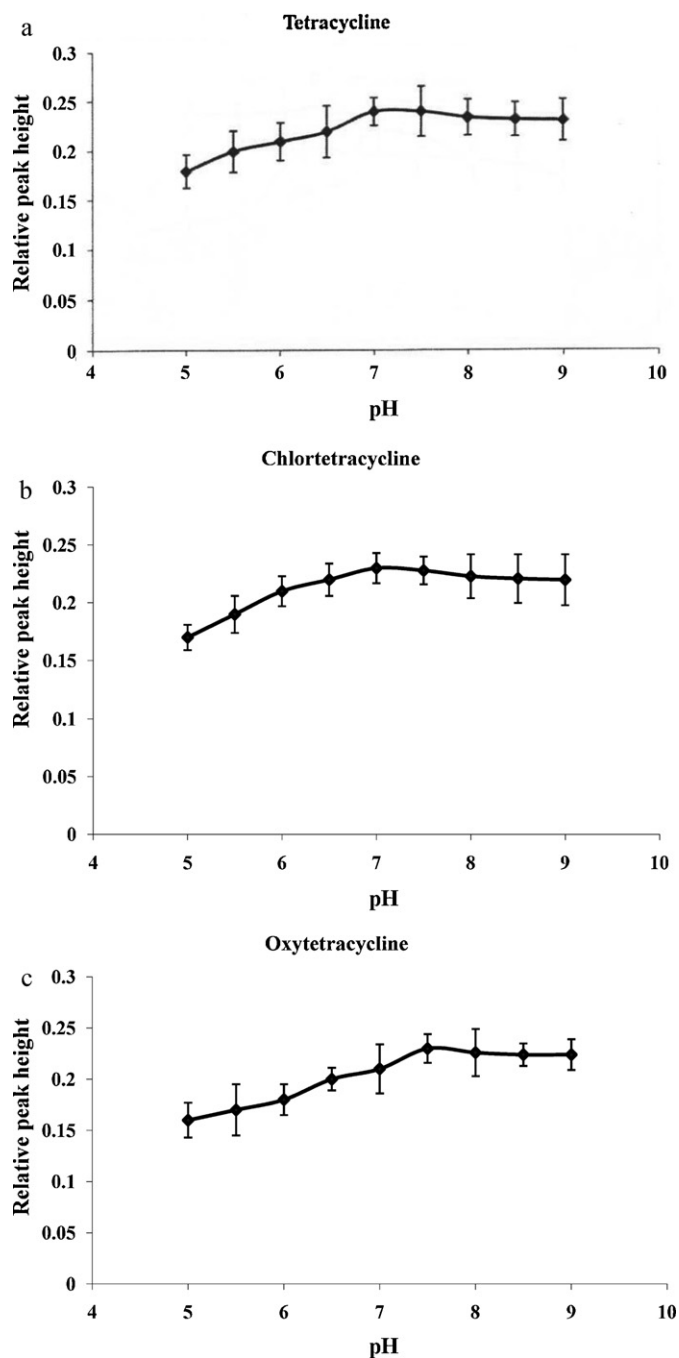 a
Tetracycline
Relative peak height
0.3
0.25
0.2
0.15
0.1
0.05
0
4 5 6 7 8 9 10
pH
Chlortetracycline
b
Relative peak height
0.3
0.25
0.2
0.15
0.1
0.05
0
4 5 6 7 8 9 10
pH
Oxytetracycline
c
Relative peak height
0.3
0.25
0.2
0.15
0.1
0.05
0
4 5 6 7 8 9 10
pH